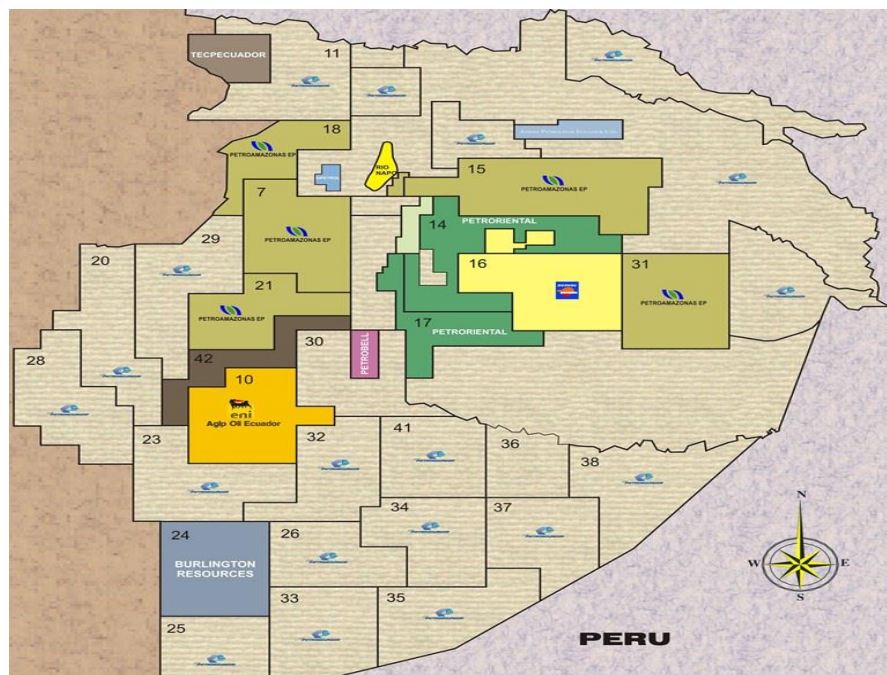 TECPECUADOR
11
18
PETROAMAZONAS EP
RIO
NAPO
15
PETROAMAZONAS EP
7
PETROAMAZONAS EP
14
PETRORIENTAL
29
20
16
31
PETROAMAZONAS EP
21
PETROAMAZONAS EP
17
PETRORIENTAL
30
PETROBELL
28
42
10
eni
Agip Oil Ecuador
23
32
41
36
38
34
37
24
BURLINGTON
RESOURCES
26
33
35
25
N
W
E
S
PERU